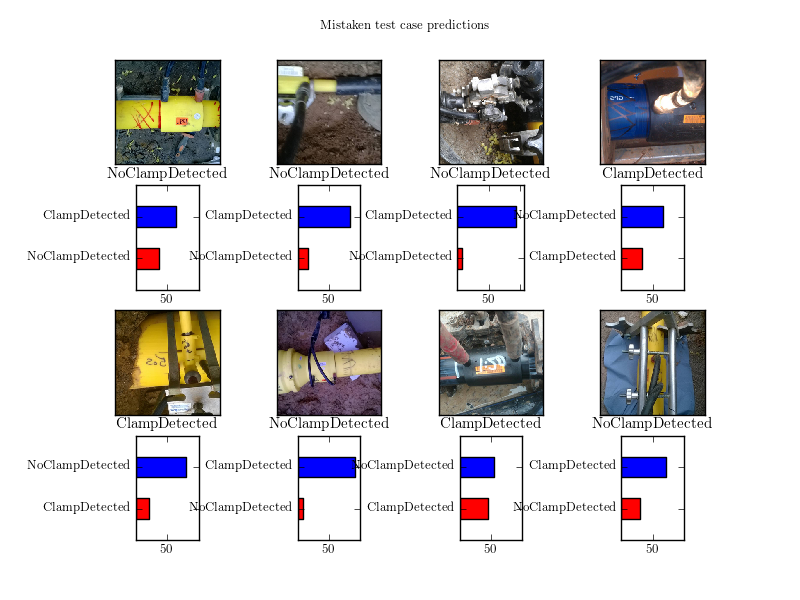 Mistaken test case predictions
NoClampDetected NoClampDetected NoClampDetected ClampDetected
ClampDetected ClampDetected ClampDetected NoClampDetected
NoClampDetected NoClampDetected NoClampDetected ClampDetected
50 50 50 50
ClampDetected NoClampDetected ClampDetected NoClampDetected
NoClampDetected ClampDetected NoClampDetected ClampDetected
ClampDetected NoClampDetected ClampDetected NoClampDetected
50 50 50 50